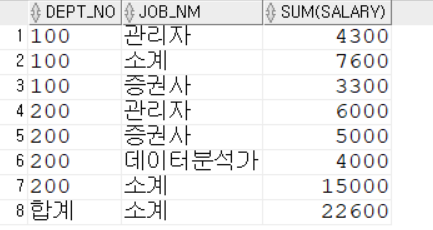 DEPT_NO JOB_NM SUM(SALARY)
1 100 관리자 4300
2 100 소계 7600
3 100 증권사 3300
4 200 관리자 6000
5 200 증권사 5000
6 200 데이터분석가 4000
7 200 소계 15000
8 합계 소계 22600